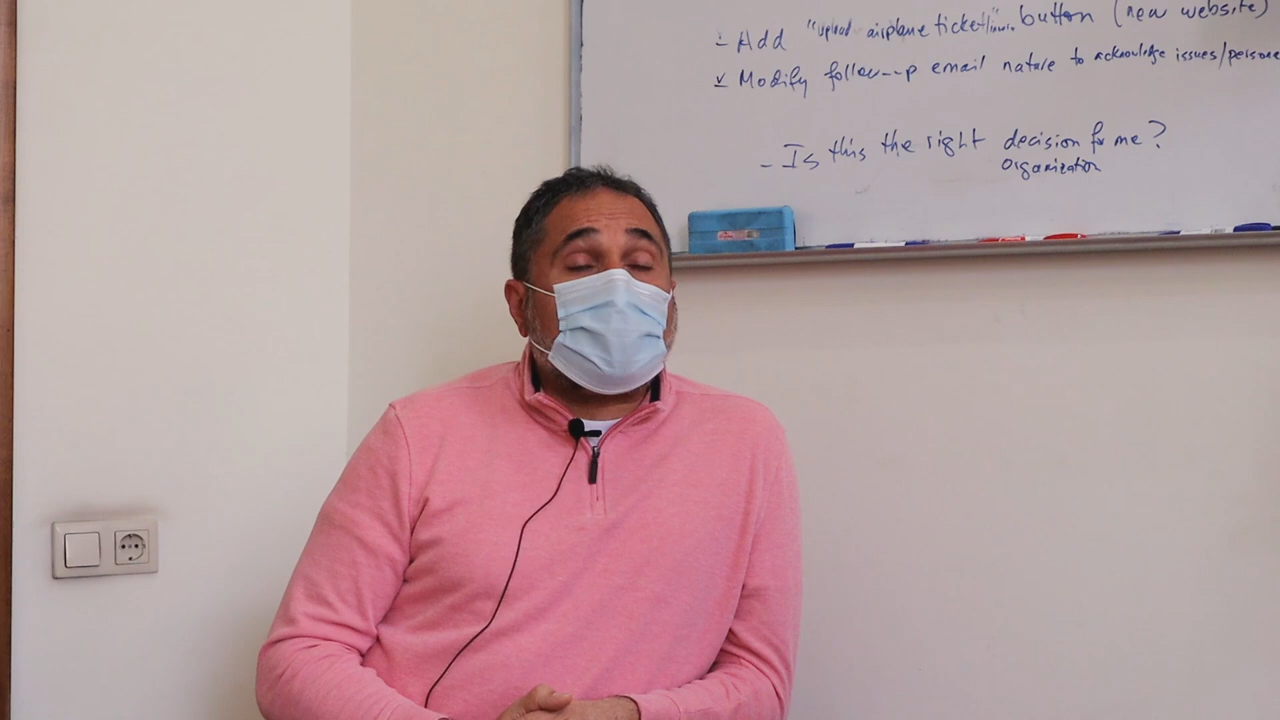 - Add "upload airplane ticket button (new website)
v Modify follow-up email nature to acknowledge issues/persona
- Is this the right decision for me?
organization